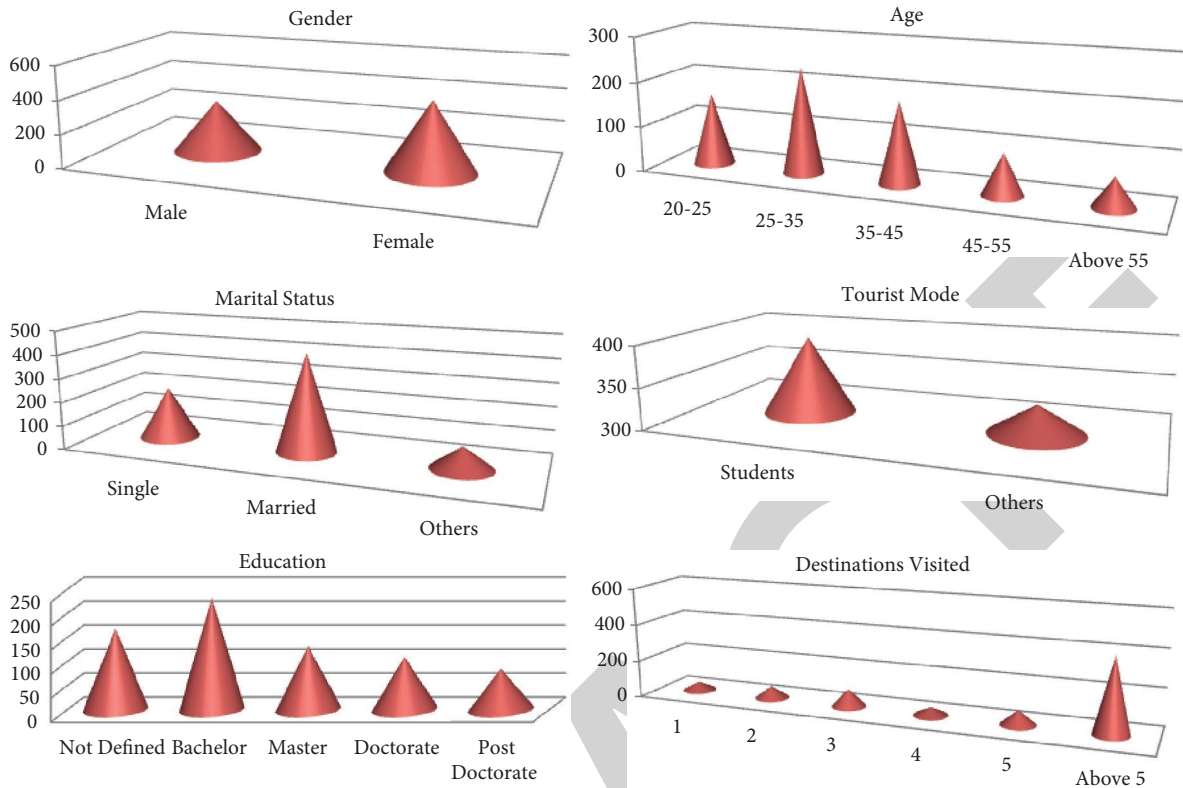 Gender
600
400
200
0
Male
Female
Age
300
200
100
0
20-25
25-35
35-45
45-55
Above 55
Marital Status
500
400
300
200
100
0
Single
Married
Others
Tourist Mode
400
350
300
Students
Others
Education
250
200
150
100
50
0
Not Defined
Bachelor
Master
Doctorate
Post
Doctorate
Destinations Visited
600
400
200
0
1
2
3
4
5
Above 5